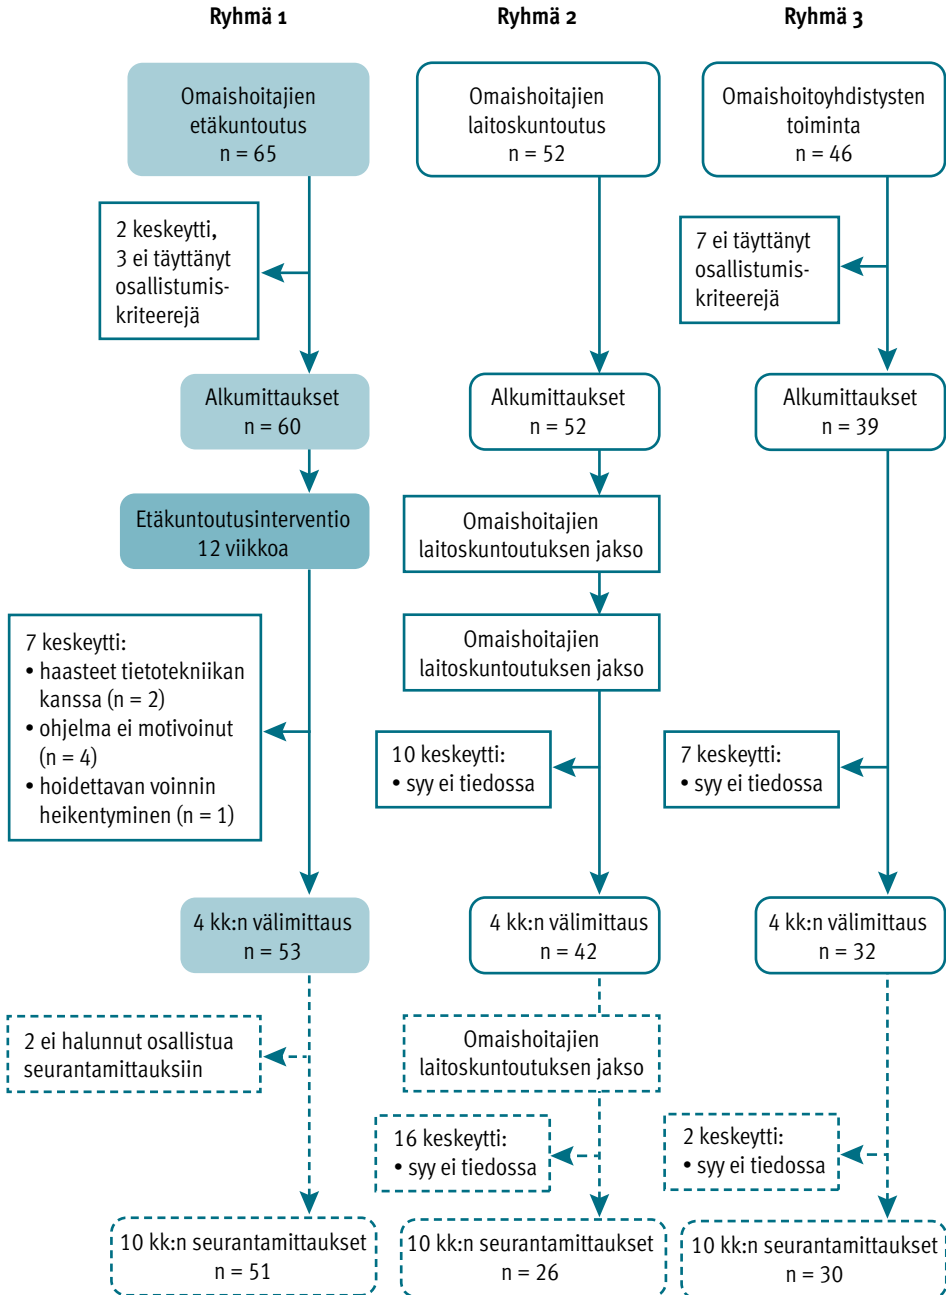 Ryhmä 1
Ryhmä 2
Ryhmä 3
Omaishoitajien
etäkuntoutus
n = 65
Omaishoitajien
laitoskuntoutus
n = 52
Omaishoitoyhdistysten
toiminta
n = 46
2 keskeytti,
3 ei täyttänyt
osallistumis-
kriteerejä
7 ei täyttänyt
osallistumis-
kriteerejä
Alkumittaukset
n = 60
Alkumittaukset
n = 52
Alkumittaukset
n = 39
Etäkuntoutusinterventio
12 viikkoa
Omaishoitajien
laitoskuntoutuksen jakso
Omaishoitajien
laitoskuntoutuksen jakso
7 keskeytti:
• haasteet tietotekniikan
kanssa (n = 2)
• ohjelma ei motivoinut
(n = 4)
• hoidettavan voinnin
heikentyminen (n = 1)
10 keskeytti:
• syy ei tiedossa
7 keskeytti:
• syy ei tiedossa
4 kk:n välimittaus
n = 53
4 kk:n välimittaus
n = 42
4 kk:n välimittaus
n = 32
2 ei halunnut osallistua
seurantamittauksiin
Omaishoitajien
laitoskuntoutuksen jakso
16 keskeytti:
• syy ei tiedossa
2 keskeytti:
• syy ei tiedossa
10 kk:n seurantamittaukset
n = 51
10 kk:n seurantamittaukset
n = 26
10 kk:n seurantamittaukset
n = 30